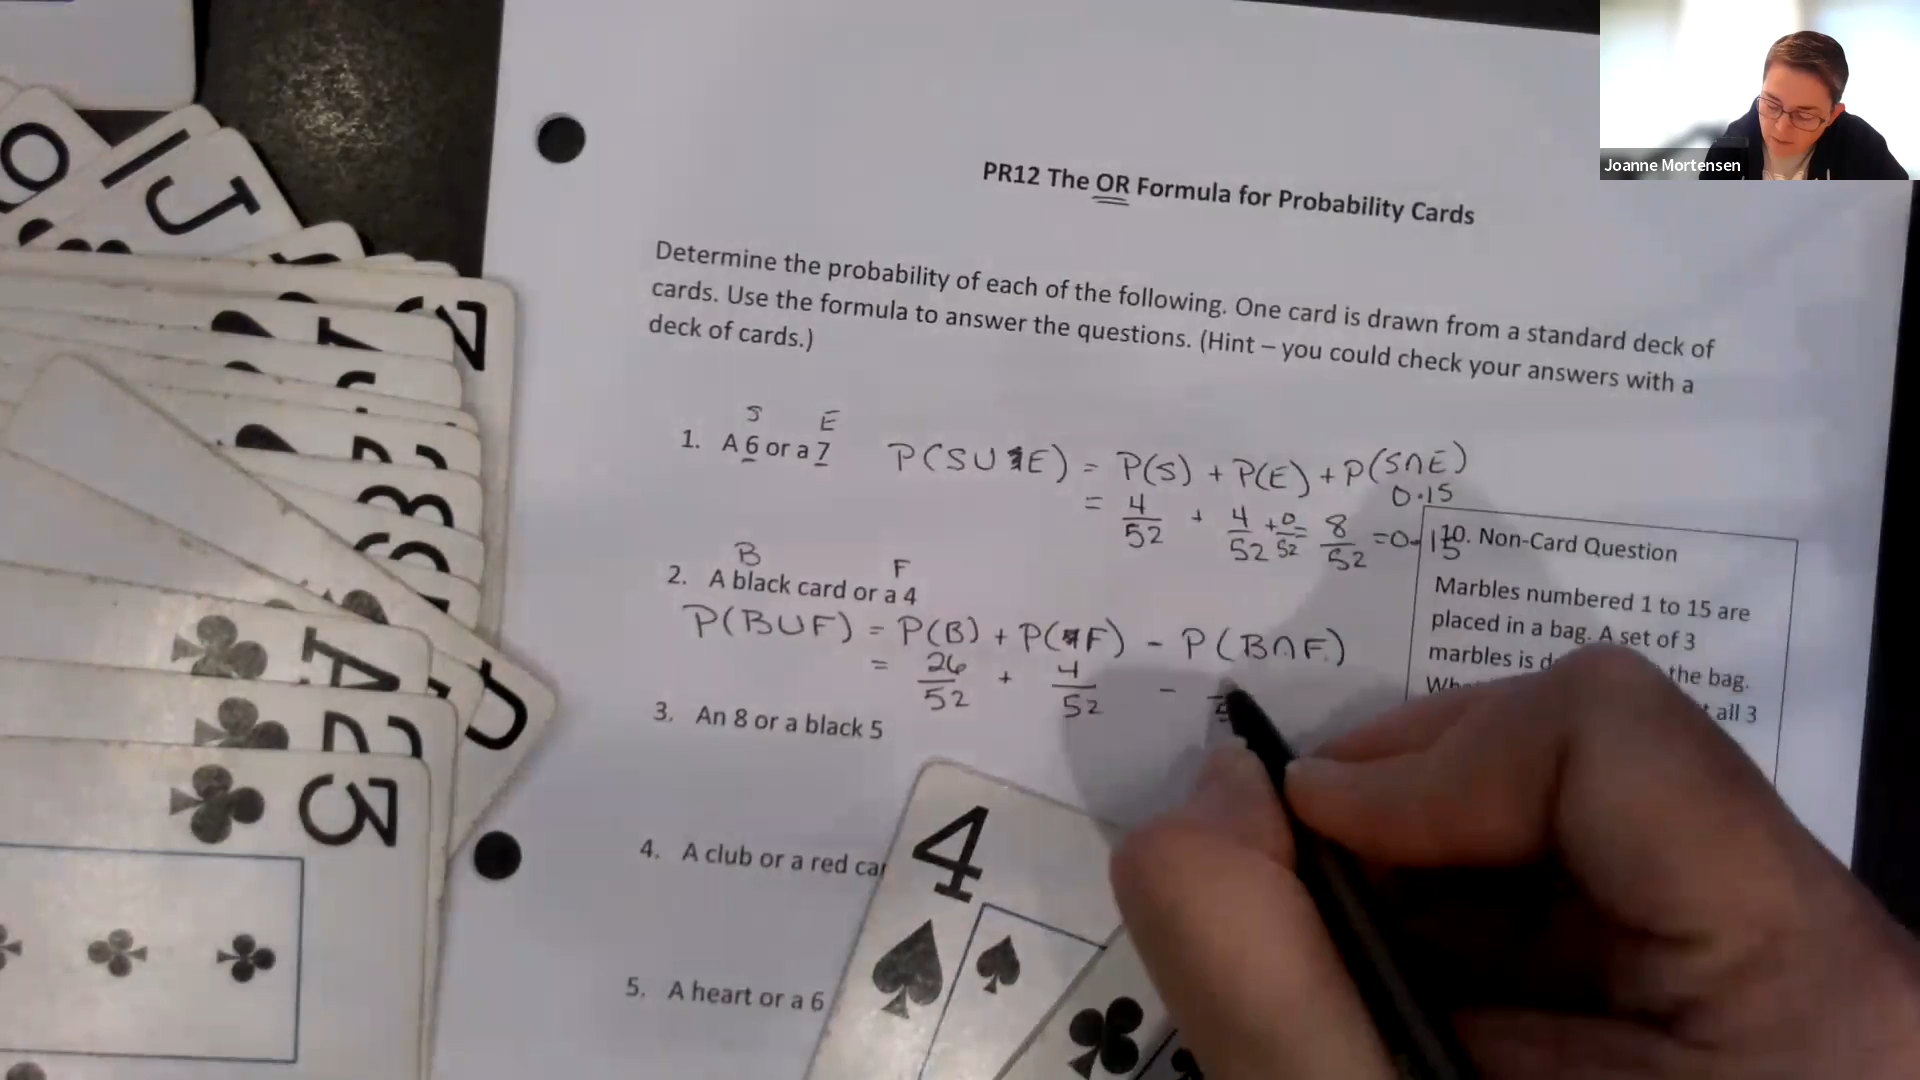 Joanne Mortensen
PR12 The OR Formula for Probability Cards
Determine the probability of each of the following. One card is drawn from a standard deck of
cards. Use the formula to answer the questions. (Hint – you could check your answers with a
deck of cards.)
S E
1. A 6 or a 7 P(S∪E) = P(S) + P(E) + P(S∩E)
0.15
= 4/52 + 4/52 + 0/52 = 8/52 = 0.15
B F
2. A black card or a 4
P(B∪F) = P(B) + P(F) - P(B∩F)
= 26/52 + 4/52 -
3. An 8 or a black 5
4. A club or a red
5. A heart or a 6
10. Non-Card Question
Marbles numbered 1 to 15 are
placed in a bag. A set of 3
marbles is the bag.
all 3
J
7
A
2
3
J
4